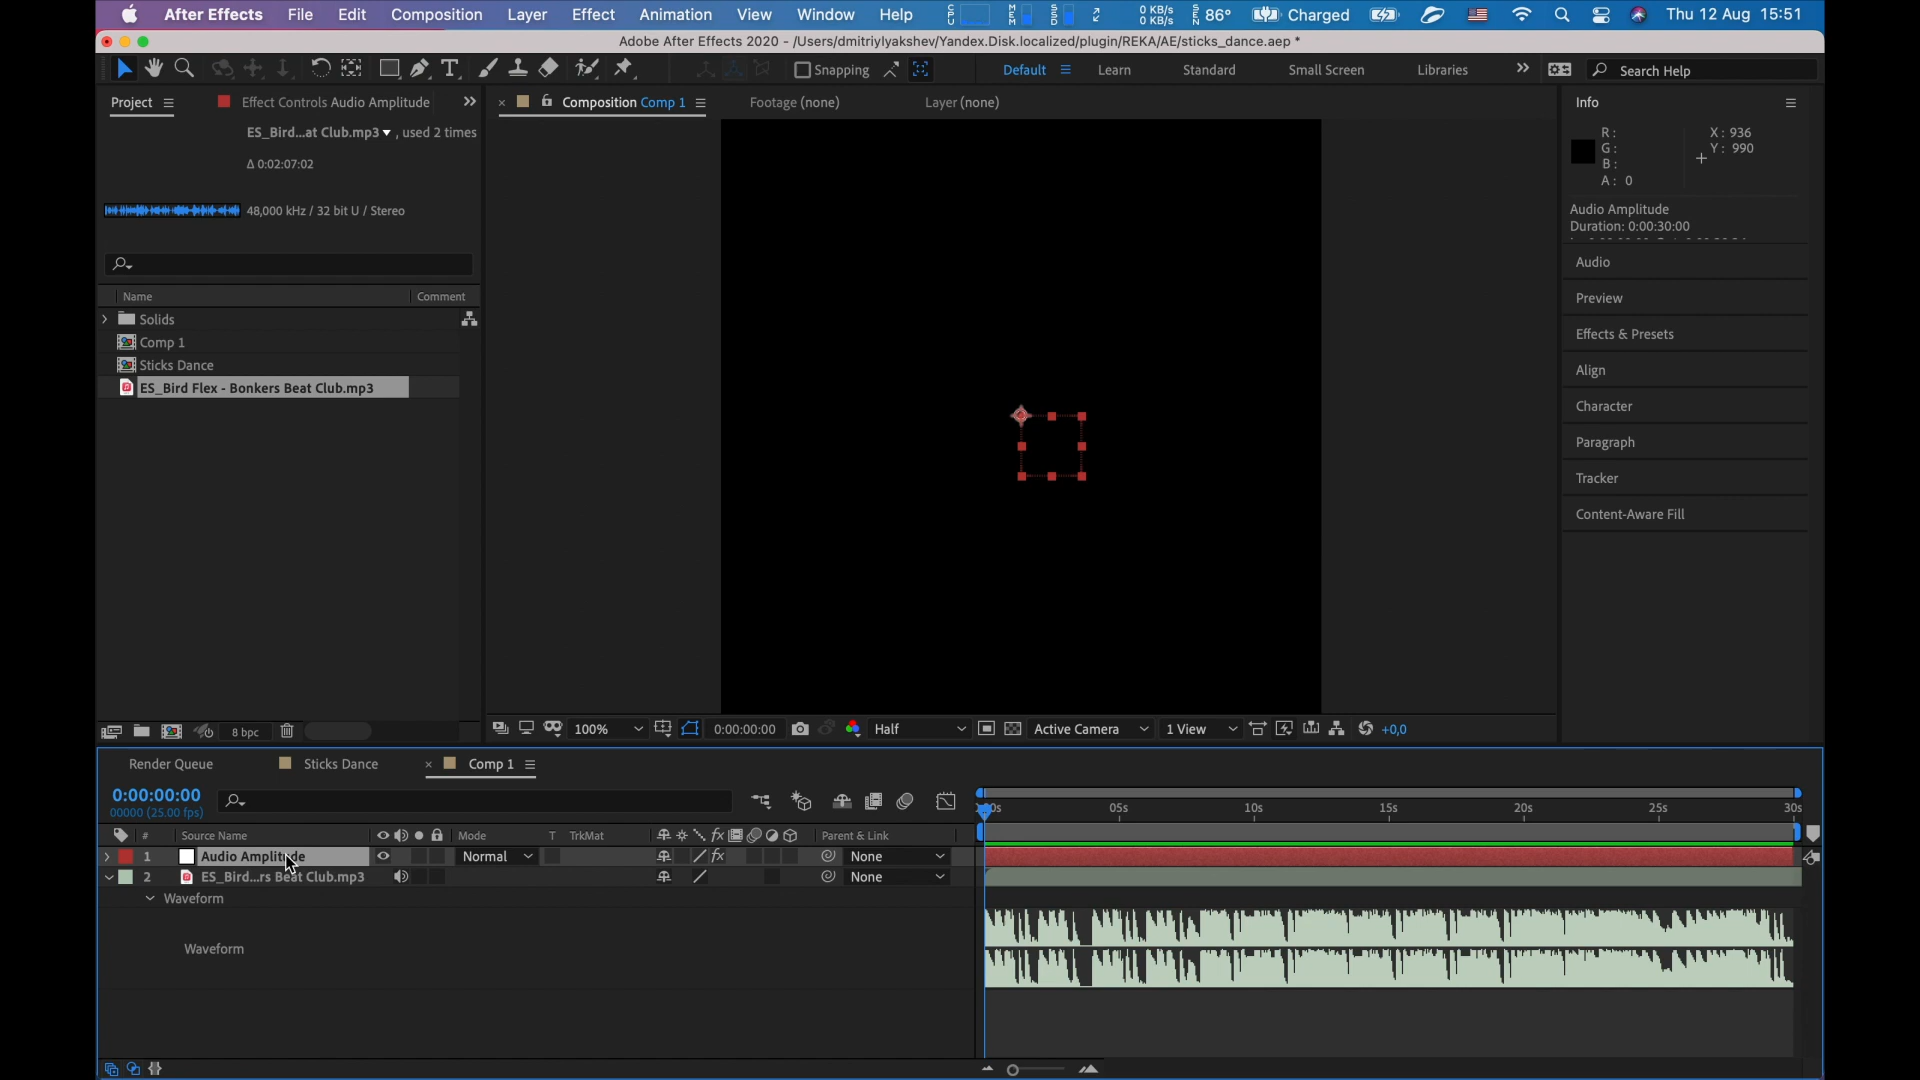 After Effects File Edit Composition Layer Effect Animation View Window Help CPU MEM SSD 0 KB/s 0 KB/s SEN 86° Charged Thu 12 Aug 15:51
Adobe After Effects 2020 - /Users/dmitriylyakshev/Yandex.Disk.localized/plugin/REKA/AE/sticks_dance.aep *
T Snapping Default Learn Standard Small Screen Libraries Search Help
Project Effect Controls Audio Amplitude Composition Comp 1 Footage (none) Layer (none) Info
ES_Bird...at Club.mp3 , used 2 times
Δ 0:02:07:02
48,000 kHz / 32 bit U / Stereo
R: X: 936
G: Y: 990
B:
A: 0
Audio Amplitude
Duration: 0:00:30:00
Audio
Preview
Effects & Presets
Align
Character
Paragraph
Tracker
Content-Aware Fill
Name Comment
Solids
Comp 1
Sticks Dance
ES_Bird Flex - Bonkers Beat Club.mp3
8 bpc 100% 0:00:00:00 Half Active Camera 1 View +0,0
Render Queue Sticks Dance Comp 1
0:00:00:00
00000 (25.00 fps)
05s 10s 15s 20s 25s 30s
# Source Name Mode T TrkMat fx Parent & Link
1 Audio Amplitude Normal fx None
2 ES_Bird...rs Beat Club.mp3 None
Waveform
Waveform